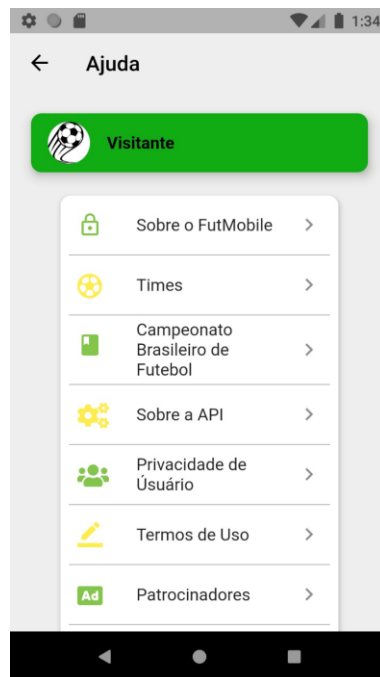 1:34
Ajuda
Visitante
Sobre o FutMobile
Times
Campeonato
Brasileiro de
Futebol
Sobre a API
Privacidade de
Úsuário
Termos de Uso
Ad
Patrocinadores